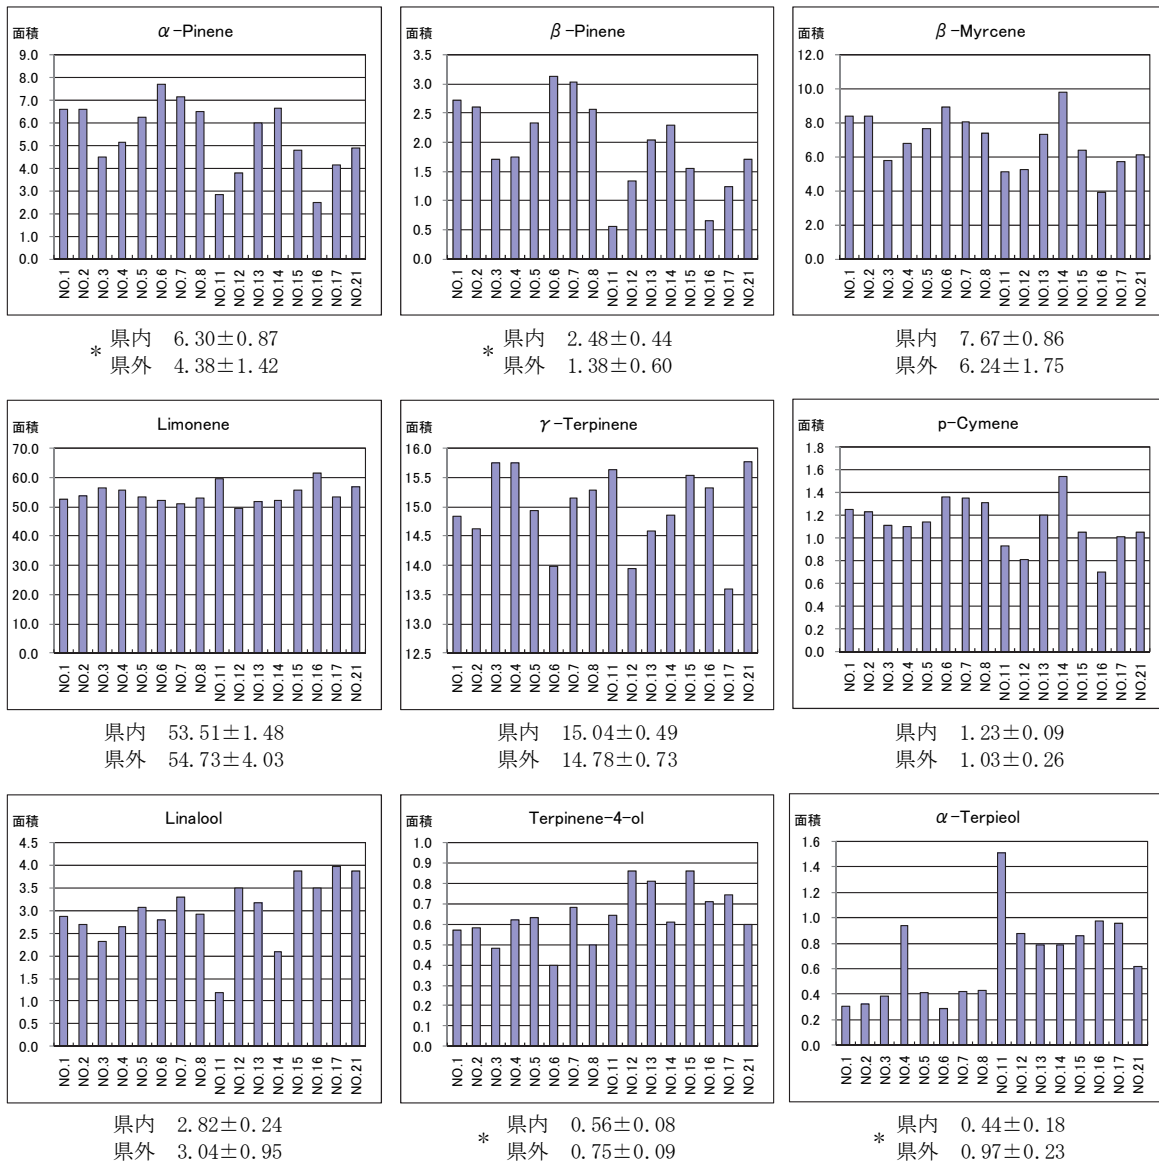 α-Pinene
面積
9.0
8.0
7.0
6.0
5.0
4.0
3.0
2.0
1.0
0.0
NO.1 NO.2 NO.3 NO.4 NO.5 NO.6 NO.7 NO.8 NO.11 NO.12 NO.13 NO.14 NO.15 NO.16 NO.17 NO.21
* 県内 6.30±0.87
県外 4.38±1.42
β-Pinene
面積
3.5
3.0
2.5
2.0
1.5
1.0
0.5
0.0
NO.1 NO.2 NO.3 NO.4 NO.5 NO.6 NO.7 NO.8 NO.11 NO.12 NO.13 NO.14 NO.15 NO.16 NO.17 NO.21
* 県内 2.48±0.44
県外 1.38±0.60
β-Myrcene
面積
12.0
10.0
8.0
6.0
4.0
2.0
0.0
NO.1 NO.2 NO.3 NO.4 NO.5 NO.6 NO.7 NO.8 NO.11 NO.12 NO.13 NO.14 NO.15 NO.16 NO.17 NO.21
県内 7.67±0.86
県外 6.24±1.75
Limonene
面積
70.0
60.0
50.0
40.0
30.0
20.0
10.0
0.0
NO.1 NO.2 NO.3 NO.4 NO.5 NO.6 NO.7 NO.8 NO.11 NO.12 NO.13 NO.14 NO.15 NO.16 NO.17 NO.21
県内 53.51±1.48
県外 54.73±4.03
γ-Terpinene
面積
16.0
15.5
15.0
14.5
14.0
13.5
13.0
12.5
NO.1 NO.2 NO.3 NO.4 NO.5 NO.6 NO.7 NO.8 NO.11 NO.12 NO.13 NO.14 NO.15 NO.16 NO.17 NO.21
県内 15.04±0.49
県外 14.78±0.73
p-Cymene
面積
1.8
1.6
1.4
1.2
1.0
0.8
0.6
0.4
0.2
0.0
NO.1 NO.2 NO.3 NO.4 NO.5 NO.6 NO.7 NO.8 NO.11 NO.12 NO.13 NO.14 NO.15 NO.16 NO.17 NO.21
県内 1.23±0.09
県外 1.03±0.26
Linalool
面積
4.5
4.0
3.5
3.0
2.5
2.0
1.5
1.0
0.5
0.0
NO.1 NO.2 NO.3 NO.4 NO.5 NO.6 NO.7 NO.8 NO.11 NO.12 NO.13 NO.14 NO.15 NO.16 NO.17 NO.21
県内 2.82±0.24
県外 3.04±0.95
Terpinene-4-ol
面積
1.0
0.9
0.8
0.7
0.6
0.5
0.4
0.3
0.2
0.1
0.0
NO.1 NO.2 NO.3 NO.4 NO.5 NO.6 NO.7 NO.8 NO.11 NO.12 NO.13 NO.14 NO.15 NO.16 NO.17 NO.21
* 県内 0.56±0.08
県外 0.75±0.09
α-Terpieol
面積
1.6
1.4
1.2
1.0
0.8
0.6
0.4
0.2
0.0
NO.1 NO.2 NO.3 NO.4 NO.5 NO.6 NO.7 NO.8 NO.11 NO.12 NO.13 NO.14 NO.15 NO.16 NO.17 NO.21
* 県内 0.44±0.18
県外 0.97±0.23